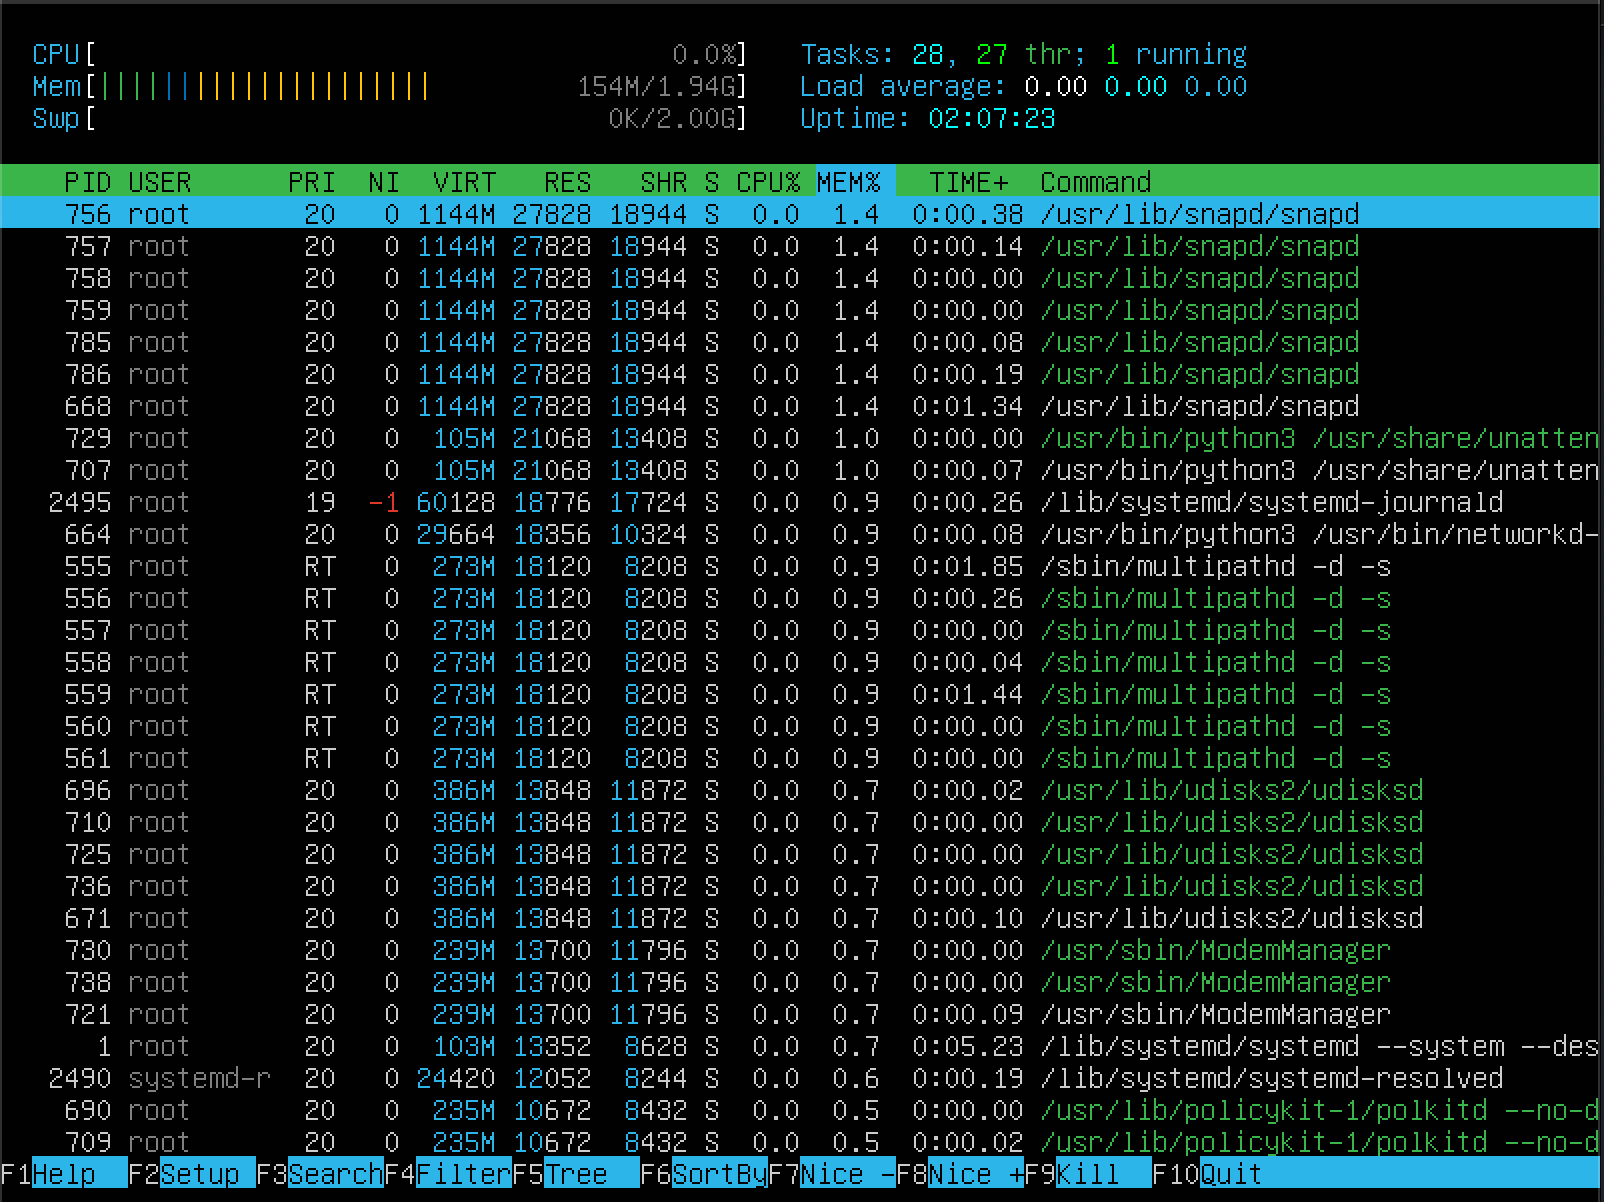 CPU[ 0.0%] Tasks: 28, 27 thr; 1 running
Mem[||||||||||||||||||||| 154M/1.94G] Load average: 0.00 0.00 0.00
Swp[ 0K/2.00G] Uptime: 02:07:23
PID USER PRI NI VIRT RES SHR S CPU% MEM% TIME+ Command
756 root 20 0 1144M 27828 18944 S 0.0 1.4 0:00.38 /usr/lib/snapd/snapd
757 root 20 0 1144M 27828 18944 S 0.0 1.4 0:00.14 /usr/lib/snapd/snapd
758 root 20 0 1144M 27828 18944 S 0.0 1.4 0:00.00 /usr/lib/snapd/snapd
759 root 20 0 1144M 27828 18944 S 0.0 1.4 0:00.00 /usr/lib/snapd/snapd
785 root 20 0 1144M 27828 18944 S 0.0 1.4 0:00.08 /usr/lib/snapd/snapd
786 root 20 0 1144M 27828 18944 S 0.0 1.4 0:00.19 /usr/lib/snapd/snapd
668 root 20 0 1144M 27828 18944 S 0.0 1.4 0:01.34 /usr/lib/snapd/snapd
729 root 20 0 105M 21068 13408 S 0.0 1.0 0:00.00 /usr/bin/python3 /usr/share/unatten
707 root 20 0 105M 21068 13408 S 0.0 1.0 0:00.07 /usr/bin/python3 /usr/share/unatten
2495 root 19 -1 60128 18776 17724 S 0.0 0.9 0:00.26 /lib/systemd/systemd-journald
664 root 20 0 29664 18356 10324 S 0.0 0.9 0:00.08 /usr/bin/python3 /usr/bin/networkd-
555 root RT 0 273M 18120 8208 S 0.0 0.9 0:01.85 /sbin/multipathd -d -s
556 root RT 0 273M 18120 8208 S 0.0 0.9 0:00.26 /sbin/multipathd -d -s
557 root RT 0 273M 18120 8208 S 0.0 0.9 0:00.00 /sbin/multipathd -d -s
558 root RT 0 273M 18120 8208 S 0.0 0.9 0:00.04 /sbin/multipathd -d -s
559 root RT 0 273M 18120 8208 S 0.0 0.9 0:01.44 /sbin/multipathd -d -s
560 root RT 0 273M 18120 8208 S 0.0 0.9 0:00.00 /sbin/multipathd -d -s
561 root RT 0 273M 18120 8208 S 0.0 0.9 0:00.00 /sbin/multipathd -d -s
696 root 20 0 386M 13848 11872 S 0.0 0.7 0:00.02 /usr/lib/udisks2/udisksd
710 root 20 0 386M 13848 11872 S 0.0 0.7 0:00.00 /usr/lib/udisks2/udisksd
725 root 20 0 386M 13848 11872 S 0.0 0.7 0:00.00 /usr/lib/udisks2/udisksd
736 root 20 0 386M 13848 11872 S 0.0 0.7 0:00.00 /usr/lib/udisks2/udisksd
671 root 20 0 386M 13848 11872 S 0.0 0.7 0:00.10 /usr/lib/udisks2/udisksd
730 root 20 0 239M 13700 11796 S 0.0 0.7 0:00.00 /usr/sbin/ModemManager
738 root 20 0 239M 13700 11796 S 0.0 0.7 0:00.00 /usr/sbin/ModemManager
721 root 20 0 239M 13700 11796 S 0.0 0.7 0:00.09 /usr/sbin/ModemManager
1 root 20 0 103M 13352 8628 S 0.0 0.7 0:05.23 /lib/systemd/systemd --system --des
2490 systemd-r 20 0 24420 12052 8244 S 0.0 0.6 0:00.19 /lib/systemd/systemd-resolved
690 root 20 0 235M 10672 8432 S 0.0 0.5 0:00.00 /usr/lib/policykit-1/polkitd --no-d
709 root 20 0 235M 10672 8432 S 0.0 0.5 0:00.02 /usr/lib/policykit-1/polkitd --no-d
F1Help F2Setup F3SearchF4FilterF5Tree F6SortByF7Nice -F8Nice +F9Kill F10Quit